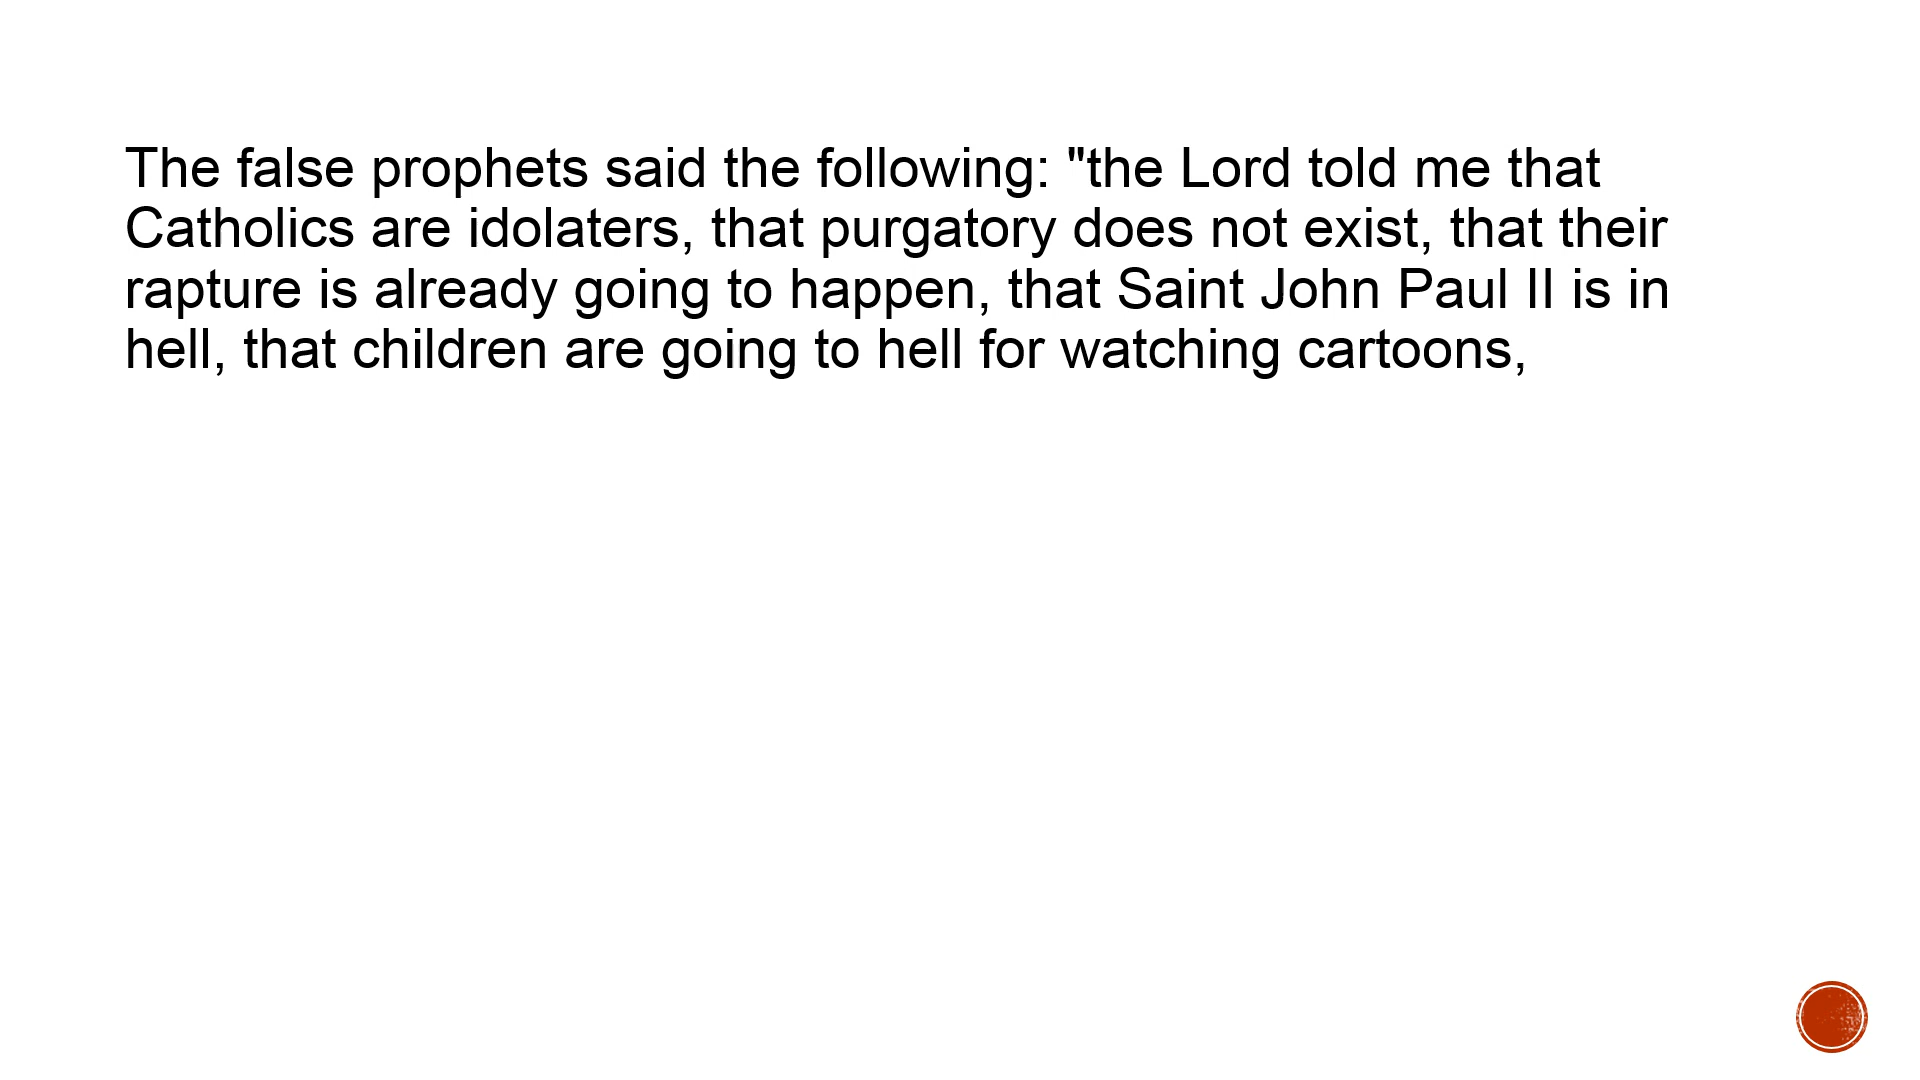 The false prophets said the following: "the Lord told me that
Catholics are idolaters, that purgatory does not exist, that their
rapture is already going to happen, that Saint John Paul II is in
hell, that children are going to hell for watching cartoons,